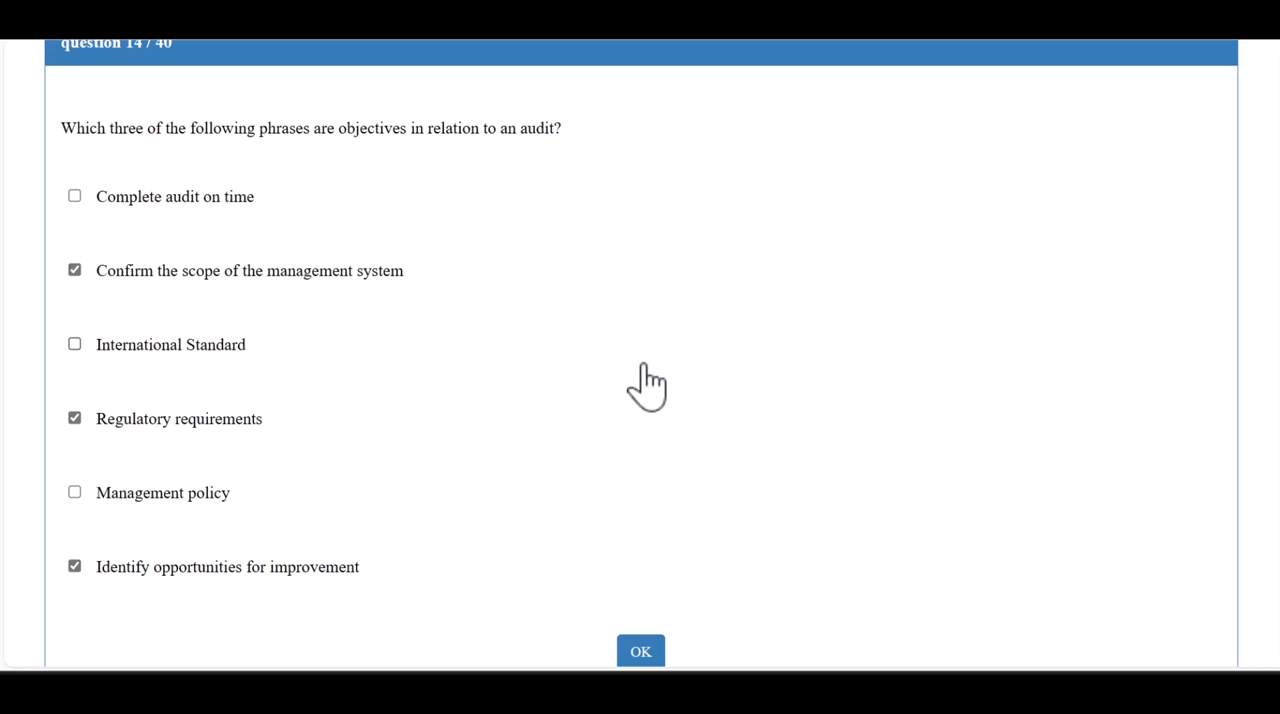 question 14 / 40
Which three of the following phrases are objectives in relation to an audit?
Complete audit on time
Confirm the scope of the management system
International Standard
Regulatory requirements
Management policy
Identify opportunities for improvement
OK